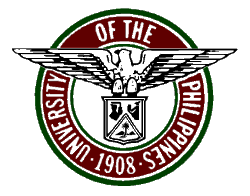 UNIVERSITY OF THE PHILIPPINES · 1908 ·